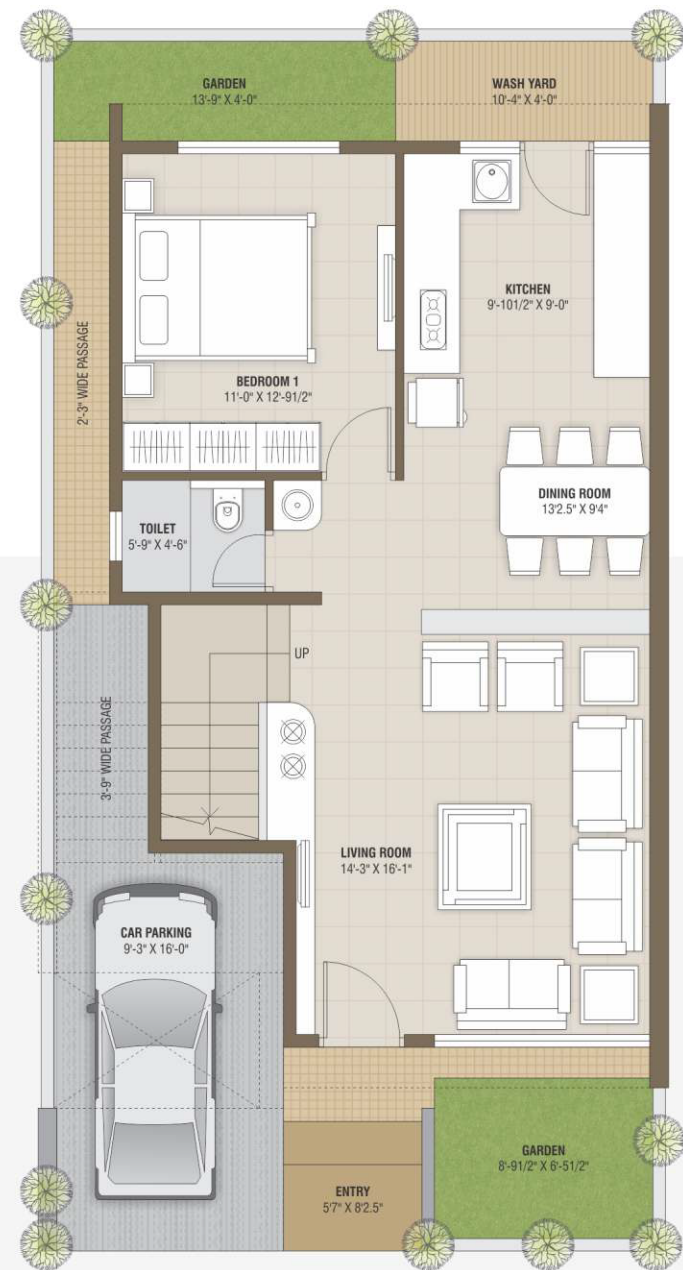 GARDEN
13'-9" X 4'-0"
WASH YARD
10'-4" X 4'-0"
KITCHEN
9'-101/2" X 9'-0"
2'-3" WIDE PASSAGE
BEDROOM 1
11'-0" X 12'-91/2"
DINING ROOM
13'2.5" X 9'4"
TOILET
5'-9" X 4'-6"
UP
3'-9" WIDE PASSAGE
LIVING ROOM
14'-3" X 16'-1"
CAR PARKING
9'-3" X 16'-0"
GARDEN
8'-91/2" X 6'-51/2"
ENTRY
5'7" X 8'2.5"